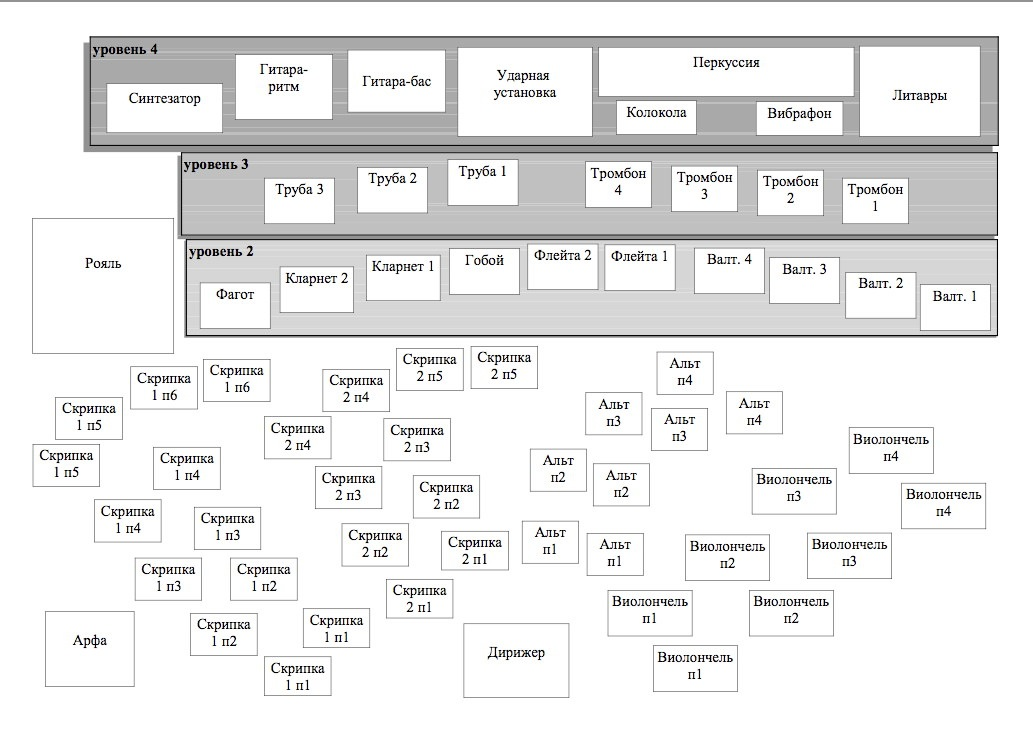 уровень 4
Синтезатор
Гитара-
ритм
Гитара-бас
Ударная
установка
Перкуссия
Колокола
Вибрафон
Литавры
уровень 3
Труба 3
Труба 2
Труба 1
Тромбон
4
Тромбон
3
Тромбон
2
Тромбон
1
Рояль
уровень 2
Фагот
Кларнет 2
Кларнет 1
Гобой
Флейта 2
Флейта 1
Валт. 4
Валт. 3
Валт. 2
Валт. 1
Скрипка
1 п5
Скрипка
1 п6
Скрипка
1 п6
Скрипка
2 п4
Скрипка
2 п5
Скрипка
2 п5
Альт
п4
Альт
п3
Альт
п3
Альт
п4
Скрипка
1 п5
Скрипка
1 п4
Скрипка
2 п4
Скрипка
2 п3
Виолончель
п4
Альт
п2
Альт
п2
Скрипка
2 п3
Скрипка
2 п2
Виолончель
п3
Виолончель
п4
Скрипка
1 п4
Скрипка
1 п3
Скрипка
2 п2
Скрипка
2 п1
Альт
п1
Альт
п1
Виолончель
п2
Виолончель
п3
Скрипка
1 п3
Скрипка
1 п2
Скрипка
2 п1
Виолончель
п1
Виолончель
п2
Арфа
Скрипка
1 п2
Скрипка
1 п1
Дирижер
Скрипка
1 п1
Виолончель
п1